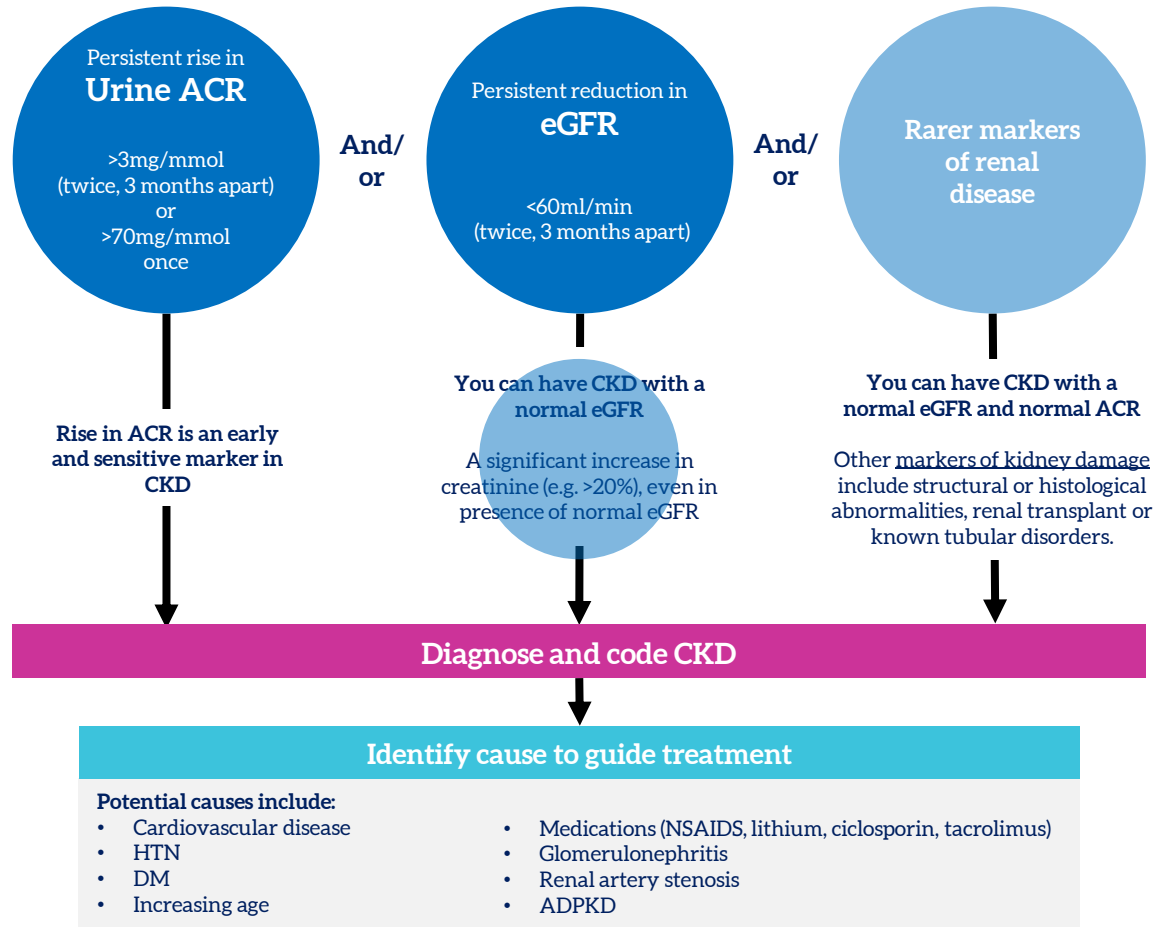 Persistent rise in
Urine ACR
>3mg/mmol
(twice, 3 months apart)
or
>70mg/mmol
once
And/
or
Persistent reduction in
eGFR
<60ml/min
(twice, 3 months apart)
And/
or
Rarer markers
of renal
disease
Rise in ACR is an early
and sensitive marker in
CKD
You can have CKD with a
normal eGFR
A significant increase in
creatinine (e.g. >20%), even in
presence of normal eGFR
You can have CKD with a
normal eGFR and normal ACR
Other markers of kidney damage
include structural or histological
abnormalities, renal transplant or
known tubular disorders.
Diagnose and code CKD
Identify cause to guide treatment
Potential causes include:
• Cardiovascular disease
• HTN
• DM
• Increasing age
• Medications (NSAIDS, lithium, ciclosporin, tacrolimus)
• Glomerulonephritis
• Renal artery stenosis
• ADPKD